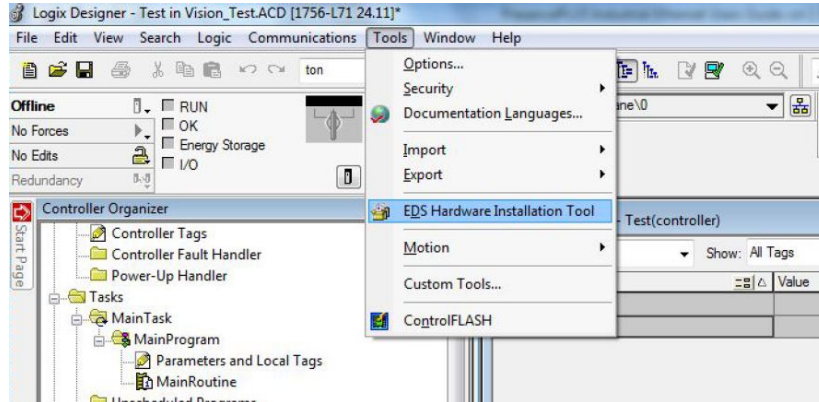 Logix Designer - Test in Vision_Test.ACD [1756-L71 24.11]*
File Edit View Search Logic Communications Tools Window Help
ton
Options...
Security
Documentation Languages...
Import
Export
EDS Hardware Installation Tool
Motion
Custom Tools...
ControlFLASH
Offline
RUN
No Forces
OK
No Edits
Energy Storage
Redundancy
I/O
ane\0
Start Page
Controller Organizer
Controller Tags
Controller Fault Handler
Power-Up Handler
Tasks
MainTask
MainProgram
Parameters and Local Tags
MainRoutine
Unscheduled Programs
- Test(controller)
Show: All Tags
Value